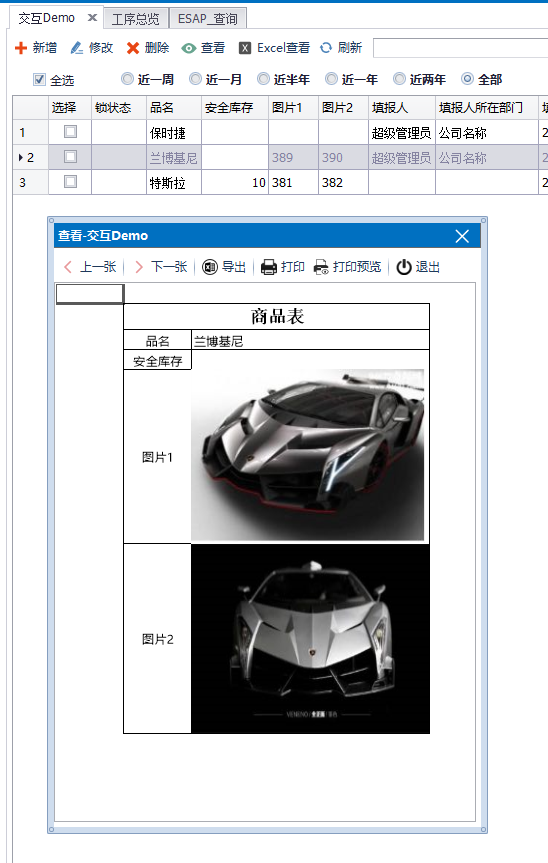 交互Demo ✕ 工序总览 ESAP_查询
新增 修改 删除 查看 Excel查看 刷新
全选 近一周 近一月 近半年 近一年 近两年 全部
选择 锁状态 品名 安全库存 图片1 图片2 填报人 填报人所在部门 填
1 保时捷 超级管理员 公司名称 2
2 兰博基尼 389 390 超级管理员 公司名称 2
3 特斯拉 10 381 382 2
查看-交互Demo
上一张 下一张 导出 打印 打印预览 退出
商品表
品名 兰博基尼
安全库存
图片1
图片2
VENENO